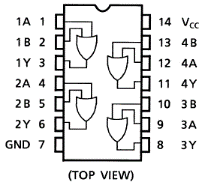 1A 1 14 Vcc
1B 2 13 4B
1Y 3 12 4A
2A 4 11 4Y
2B 5 10 3B
2Y 6 9 3A
GND 7 8 3Y
(TOP VIEW)